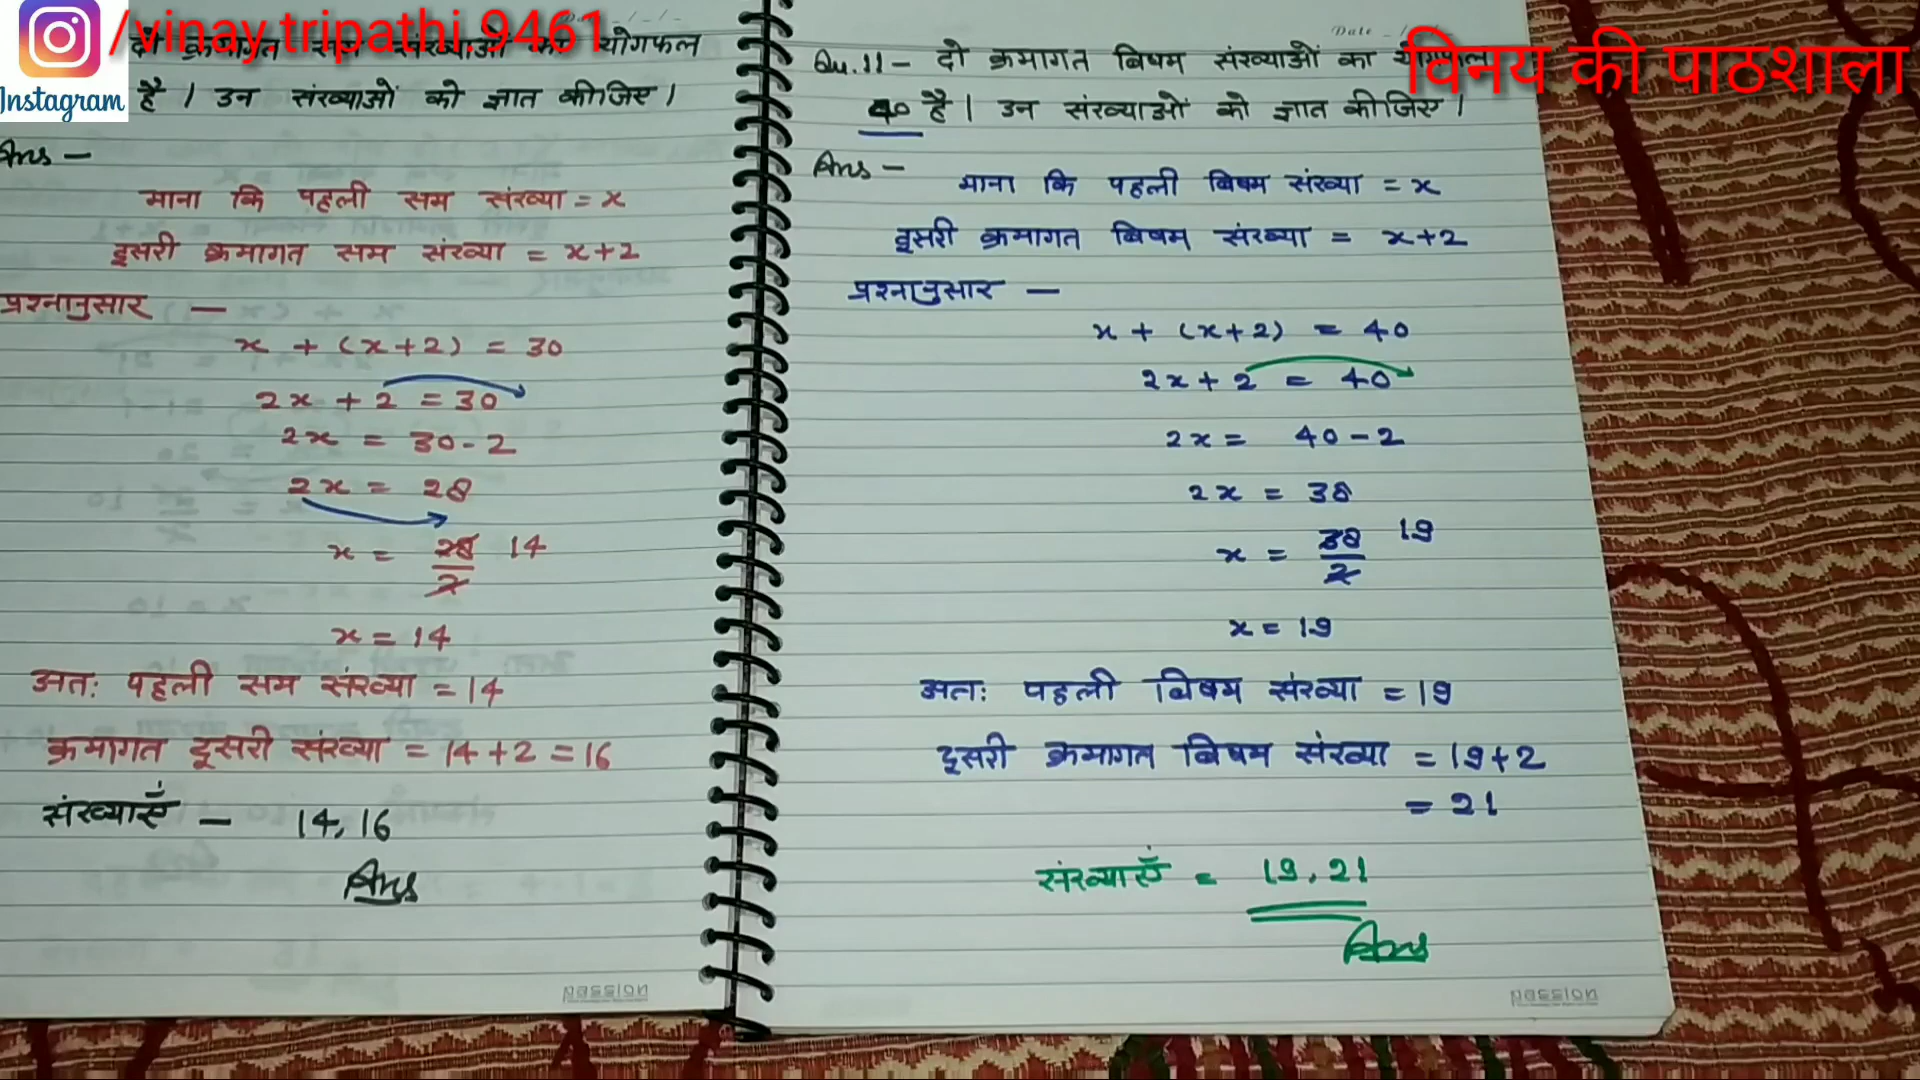 /vinay.tripathi.9461
Instagram
विनय की पाठशाला
दो क्रमागत सम संख्याओं का योगफल
है । उन संख्याओं को ज्ञात कीजिए ।
Ans -
माना कि पहली सम संख्या = x
दूसरी क्रमागत सम संख्या = x+2
प्रश्नानुसार —
x + (x+2) = 30
2x + 2 = 30
2x = 30-2
2x = 28
x = 28/2 14
x = 14
अतः पहली सम संख्या = 14
क्रमागत दूसरी संख्या = 14+2 = 16
संख्याएँ — 14, 16
Ans
Date
Qu.11- दो क्रमागत विषम संख्याओं का
40 है । उन संख्याओं को ज्ञात कीजिए ।
Ans -
माना कि पहली विषम संख्या = x
दूसरी क्रमागत विषम संख्या = x+2
प्रश्नानुसार —
x + (x+2) = 40
2x + 2 = 40
2x = 40-2
2x = 38
x = 38/2 19
x = 19
अतः पहली विषम संख्या = 19
दूसरी क्रमागत विषम संख्या = 19+2
= 21
संख्याएँ = 19, 21
Ans